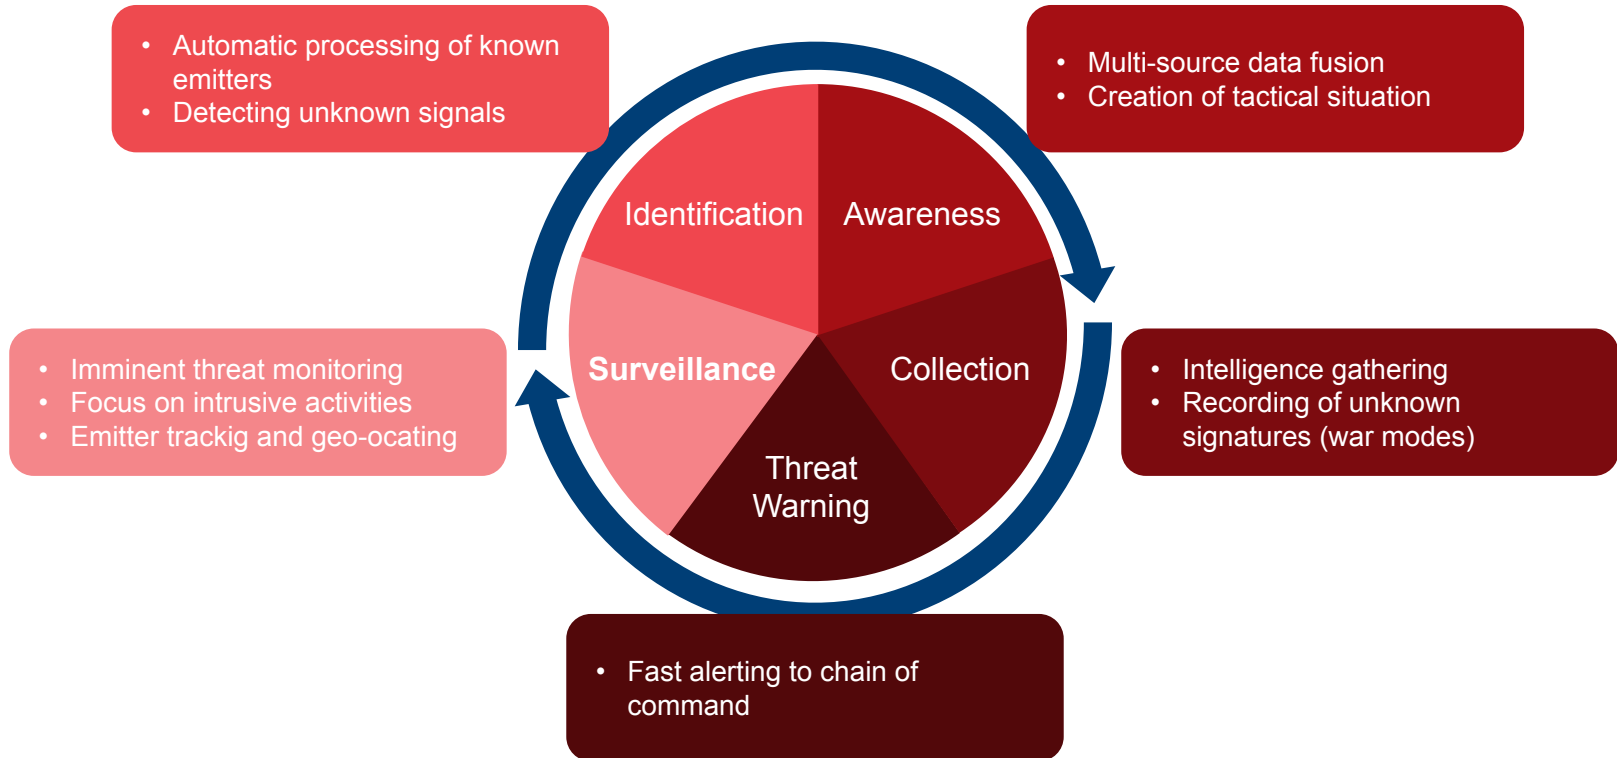 • Automatic processing of known
emitters
• Detecting unknown signals
• Multi-source data fusion
• Creation of tactical situation
Identification
Awareness
Surveillance
Collection
Threat
Warning
• Imminent threat monitoring
• Focus on intrusive activities
• Emitter trackig and geo-ocating
• Intelligence gathering
• Recording of unknown
signatures (war modes)
• Fast alerting to chain of
command